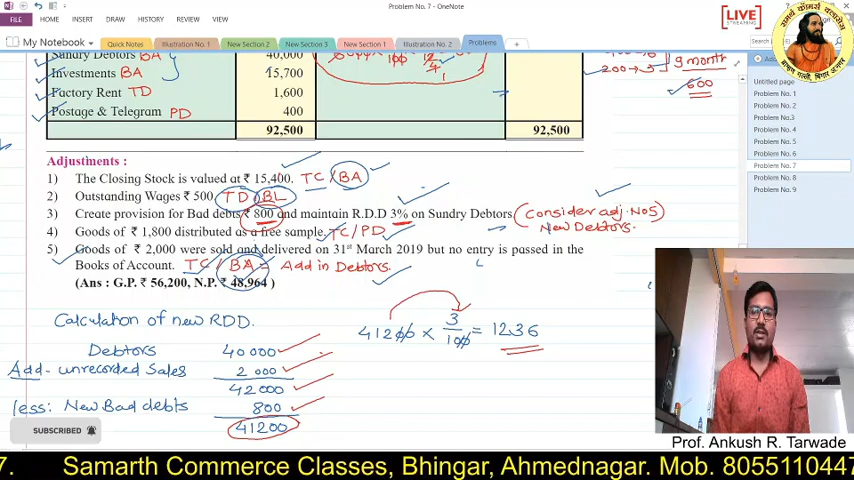 Problem No. 7 - OneNote
FILE HOME INSERT DRAW HISTORY REVIEW VIEW
LIVE STREAMING
My Notebook Quick Notes Illustration No. 1 New Section 2 New Section 3 New Section 1 Illustration No. 2 Problems
Sundry Debtors BA 40,000
Investments BA 15,700
Factory Rent TD 1,600
Postage & Telegram PD 400
92,500 92,500
9 month
600
Untitled page
Problem No. 1
Problem No. 2
Problem No.3
Problem No. 4
Problem No. 5
Problem No. 6
Problem No. 7
Problem No. 8
Problem No. 9
Adjustments :
1) The Closing Stock is valued at ₹ 15,400. TC / BA
2) Outstanding Wages ₹ 500. TD / BL
3) Create provision for Bad debts ₹ 800 and maintain R.D.D 3% on Sundry Debtors (Consider adj. No5) New Debtors.
4) Goods of ₹ 1,800 distributed as a free sample. TC / PD
5) Goods of ₹ 2,000 were sold and delivered on 31st March 2019 but no entry is passed in the
Books of Account. TC / BA = Add in Debtors.
(Ans : G.P. ₹ 56,200, N.P. ₹ 48,964 )
Calculation of new RDD.
41200 × 3/100 = 1236
Debtors 40000
Add - unrecorded Sales 2000
42000
less: New Bad debts 800
41200
SUBSCRIBED
Prof. Ankush R. Tarwade
7. Samarth Commerce Classes, Bhingar, Ahmednagar. Mob. 8055110447